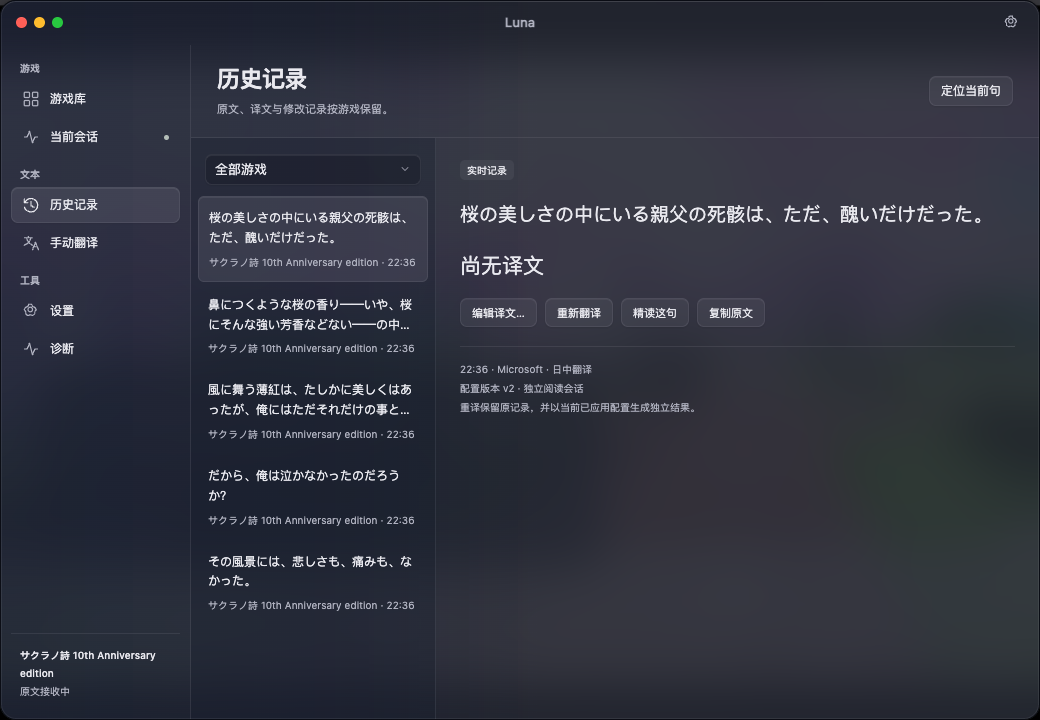 Luna
游戏
游戏库
当前会话
文本
历史记录
手动翻译
工具
设置
诊断
サクラノ詩 10th Anniversary
edition
原文接收中
历史记录
原文、译文与修改记录按游戏保留。
定位当前句
全部游戏
桜の美しさの中にいる親父の死骸は、
ただ、醜いだけだった。
サクラノ詩 10th Anniversary edition · 22:36
鼻につくような桜の香り――いや、桜
にそんな強い芳香などない――の中…
サクラノ詩 10th Anniversary edition · 22:36
風に舞う薄紅は、たしかに美しくはあ
ったが、俺にはただそれだけの事と…
サクラノ詩 10th Anniversary edition · 22:36
だから、俺は泣かなかったのだろう
か?
サクラノ詩 10th Anniversary edition · 22:36
その風景には、悲しさも、痛みも、な
かった。
サクラノ詩 10th Anniversary edition · 22:36
实时记录
桜の美しさの中にいる親父の死骸は、ただ、醜いだけだった。
尚无译文
编辑译文… 重新翻译 精读这句 复制原文
22:36 · Microsoft · 日中翻译
配置版本 v2 · 独立阅读会话
重译保留原记录，并以当前已应用配置生成独立结果。